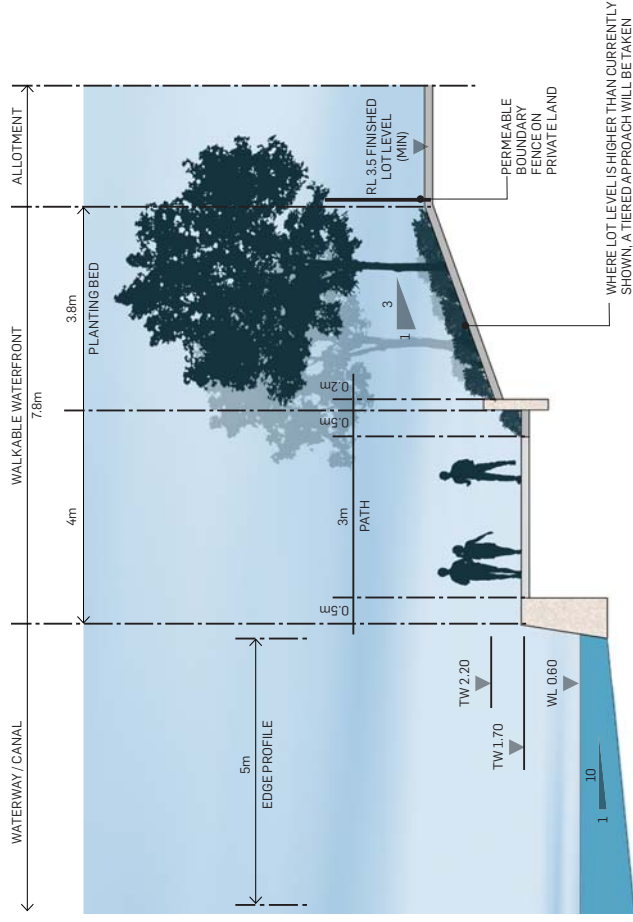 WATERWAY / CANAL
WALKABLE WATERFRONT
ALLOTMENT
7.8m
4m
3.8m
PLANTING BED
5m
EDGE PROFILE
0.5m
3m
PATH
0.5m
0.2m
1
3
RL 3.5 FINISHED
LOT LEVEL
(MIN)
TW 2.20
TW 1.70
WL 0.60
1
10
PERMEABLE
BOUNDARY
FENCE ON
PRIVATE LAND
WHERE LOT LEVEL IS HIGHER THAN CURRENTLY
SHOWN, A TIERED APPROACH WILL BE TAKEN